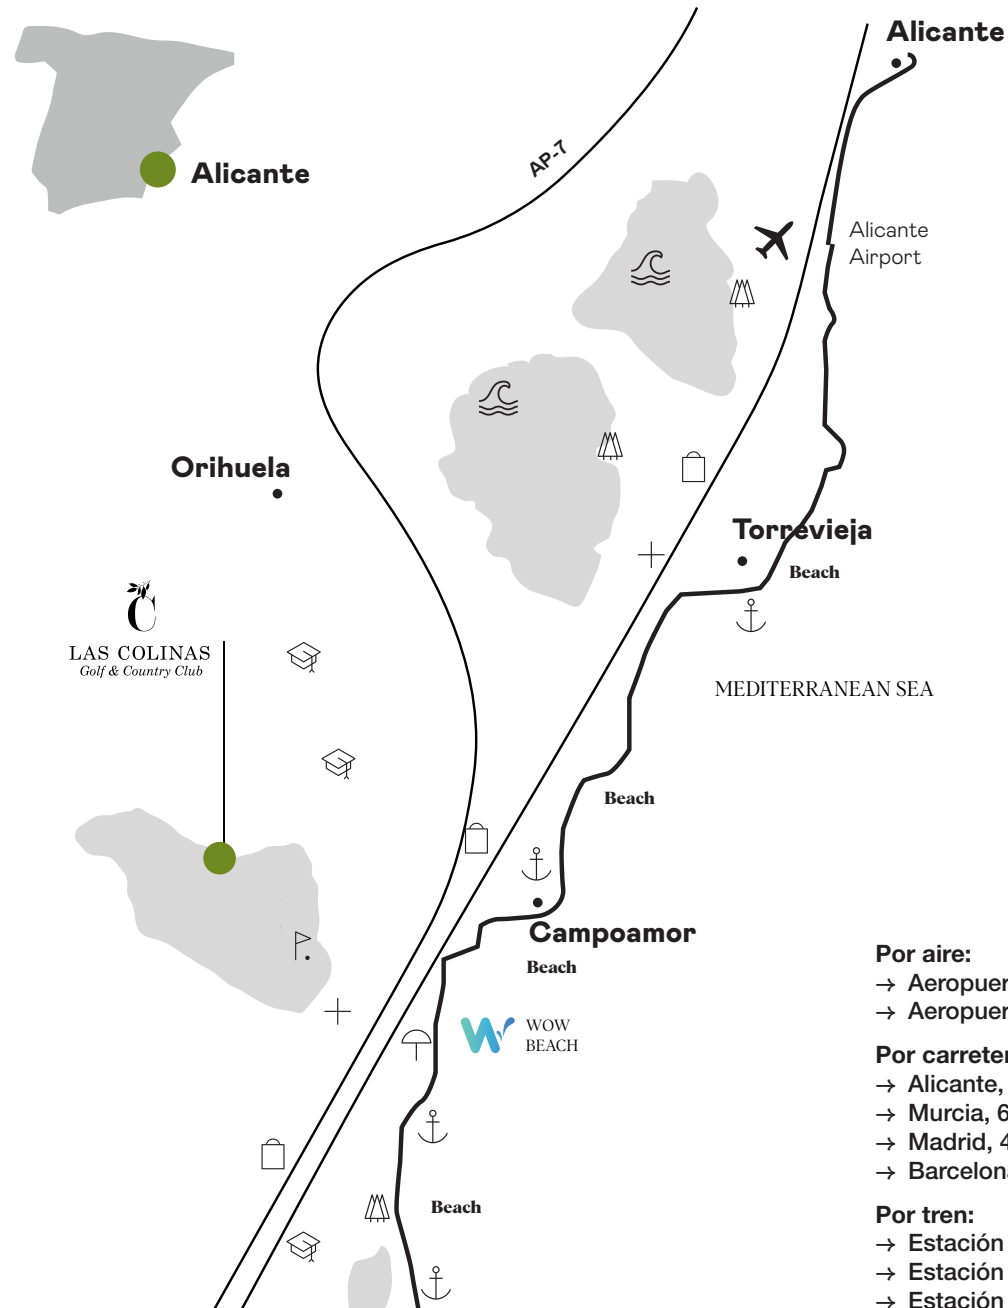 Alicante
Alicante
AP-7
Alicante
Airport
Orihuela
Torrevieja
Beach
C
LAS COLINAS
Golf & Country Club
MEDITERRANEAN SEA
Beach
Campoamor
Beach
WOW
BEACH
Beach
Por aire:
→ Aeropuer
→ Aeropuer
Por carreter
→ Alicante,
→ Murcia, 6
→ Madrid, 4
→ Barcelona
Por tren:
→ Estación
→ Estación
→ Estación